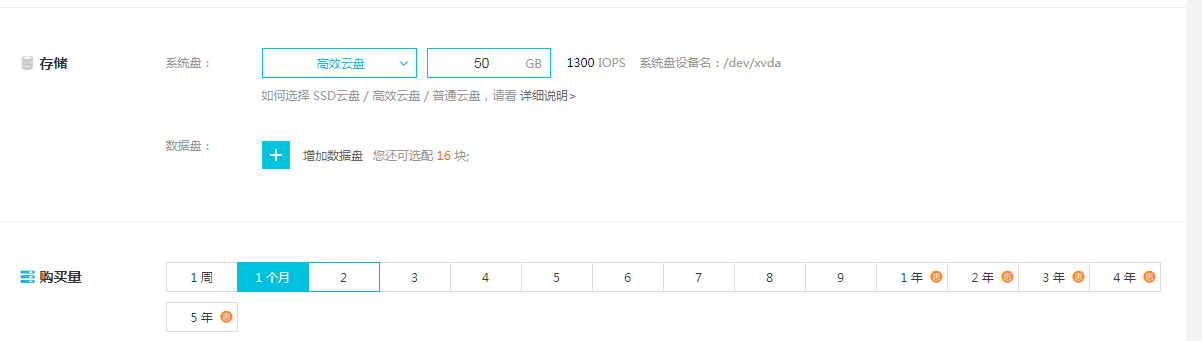 存储 系统盘： 高效云盘 50 GB 1300 IOPS 系统盘设备名：/dev/xvda
如何选择 SSD云盘 / 高效云盘 / 普通云盘，请看 详细说明>
数据盘： + 增加数据盘 您还可选配 16 块;
购买量 1 周 1 个月 2 3 4 5 6 7 8 9 1 年 惠 2 年 惠 3 年 惠 4 年 惠
5 年 惠